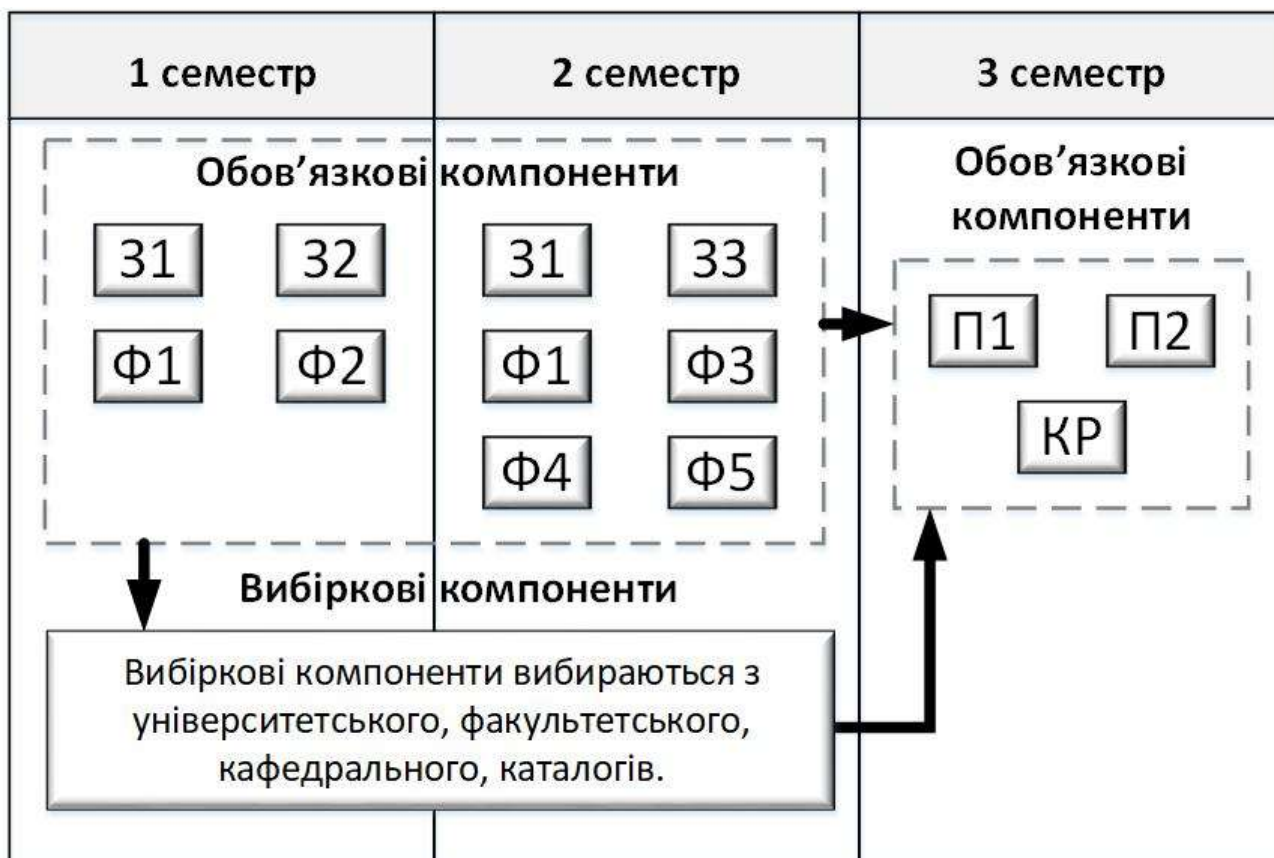 1 семестр
2 семестр
3 семестр
Обов’язкові компоненти
З1
З2
З1
З3
Ф1
Ф2
Ф1
Ф3
Ф4
Ф5
Обов’язкові
компоненти
П1
П2
КР
Вибіркові компоненти
Вибіркові компоненти вибираються з
університетського, факультетського,
кафедрального, каталогів.